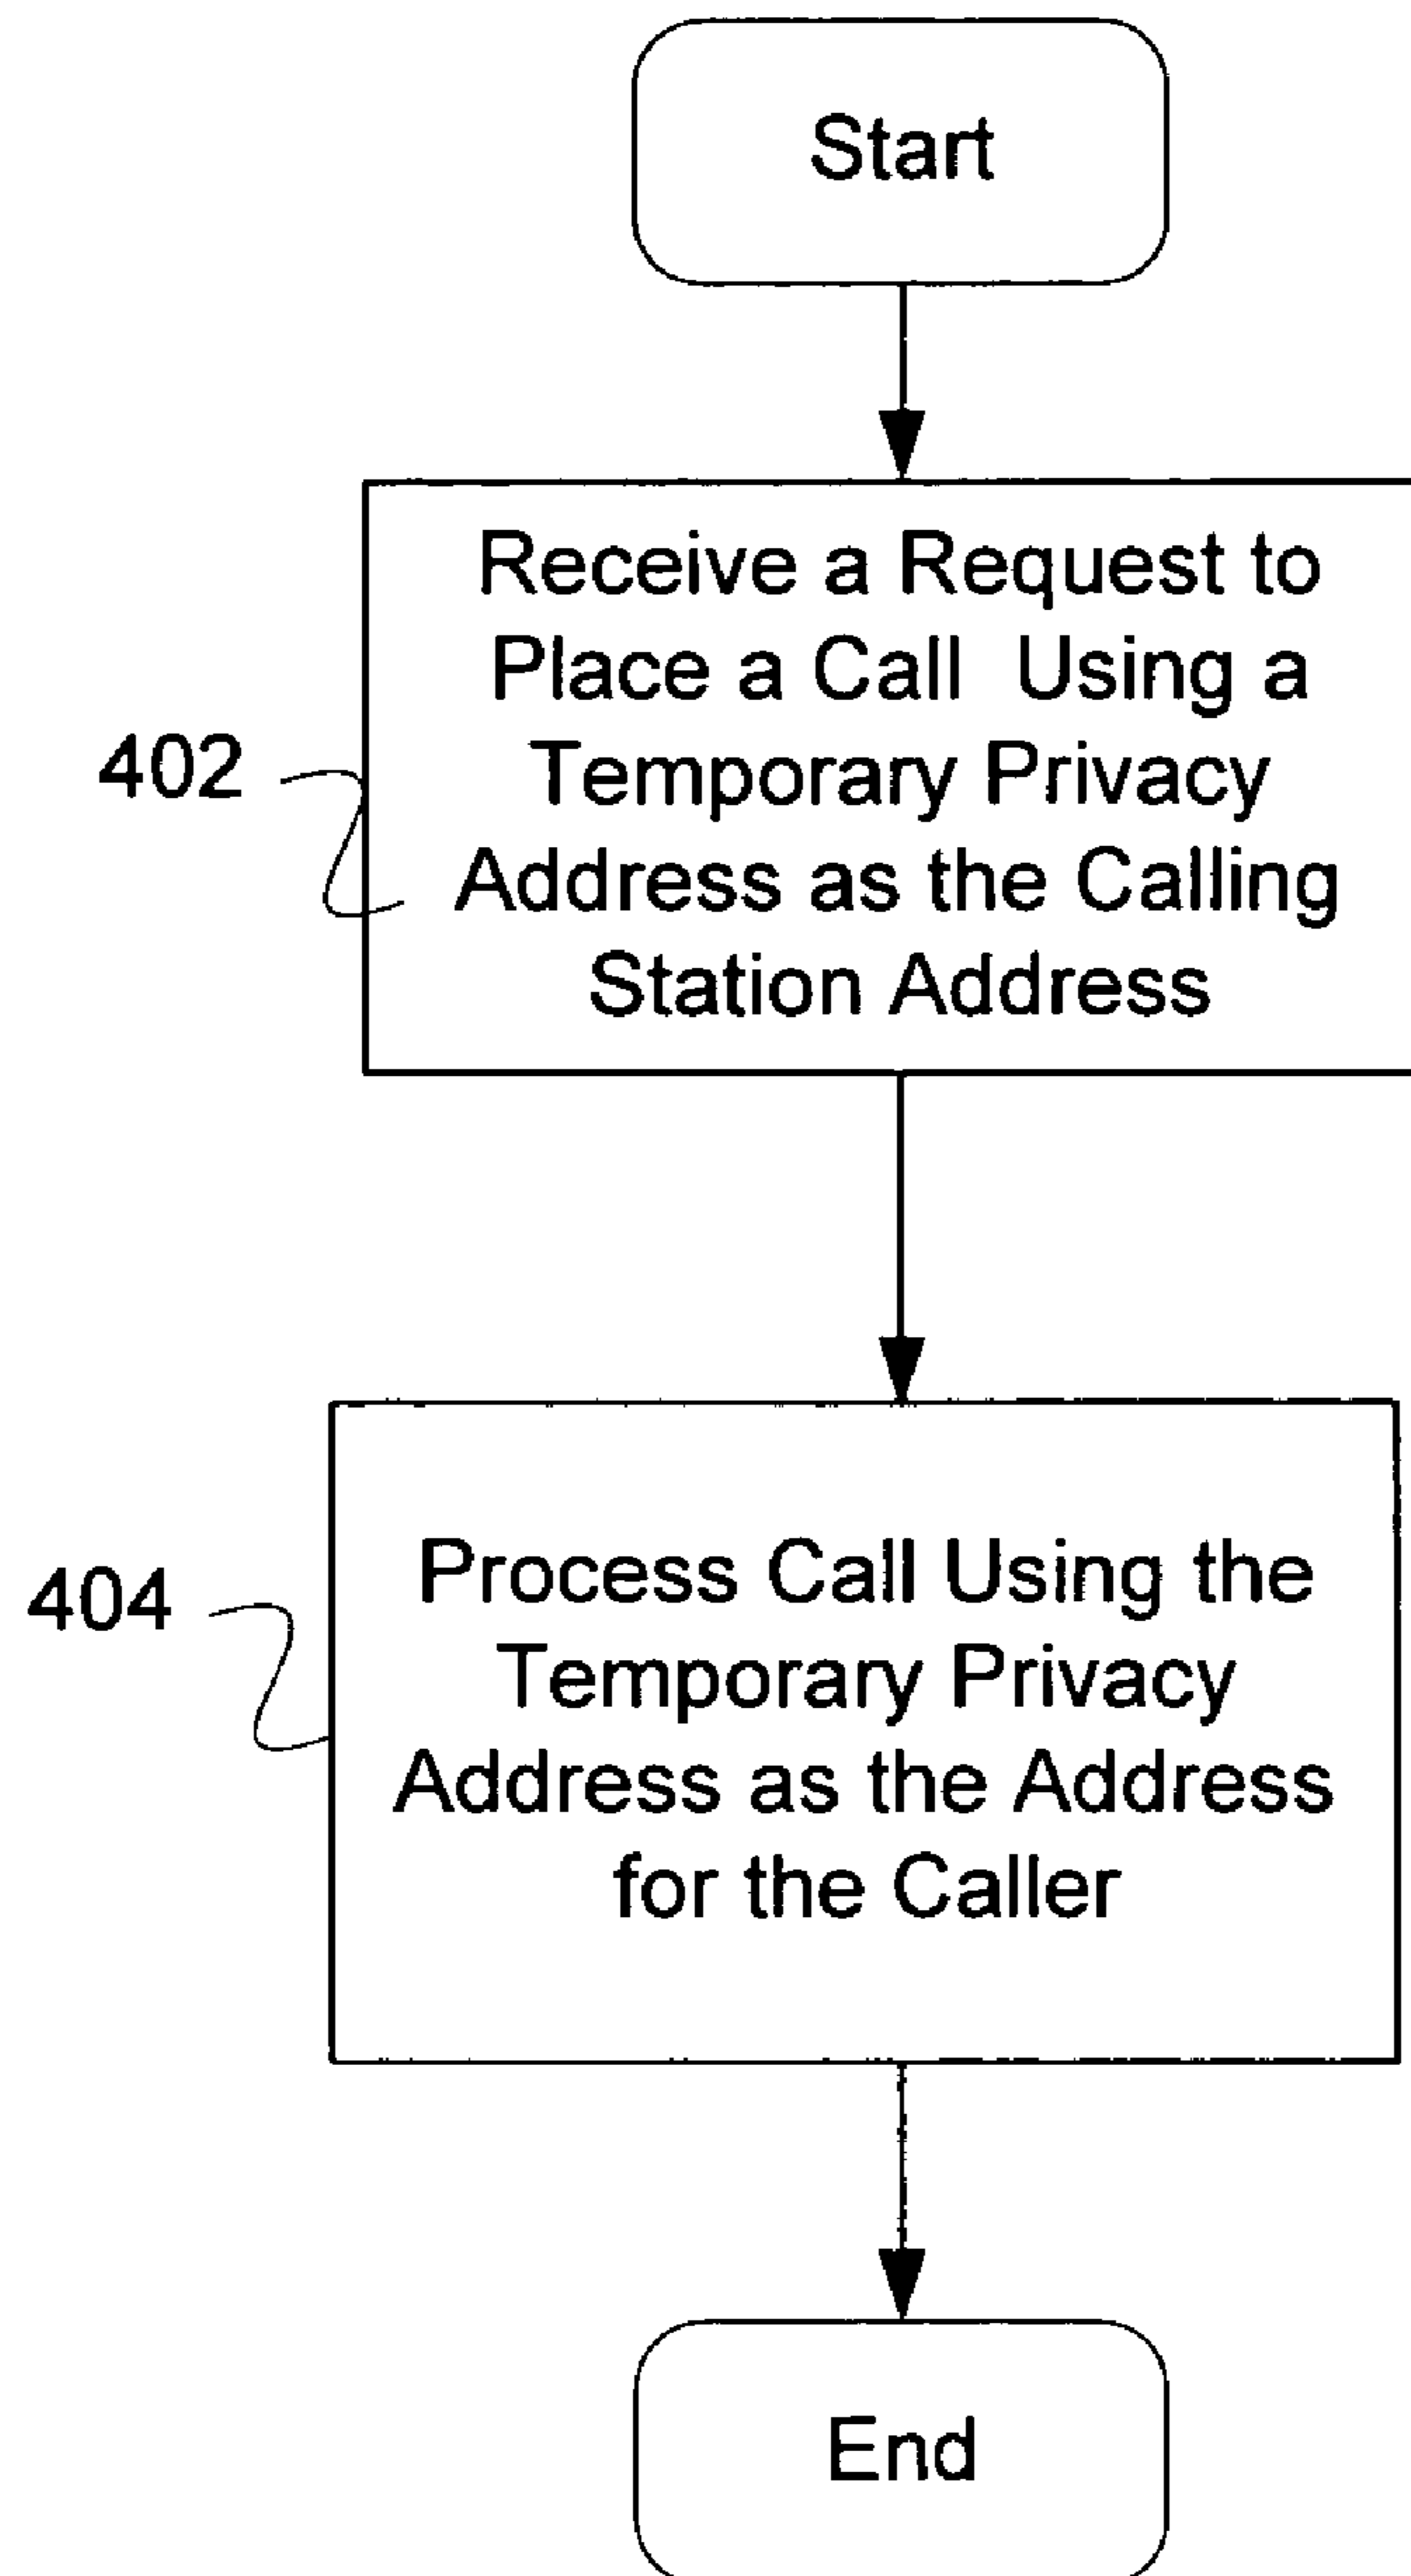 Start
Receive a Request to
Place a Call  Using a
Temporary Privacy
402
Address as the Calling
Station Address
Process Call Using the
404
Temporary Privacy
Address as the Address
for the Caller
End